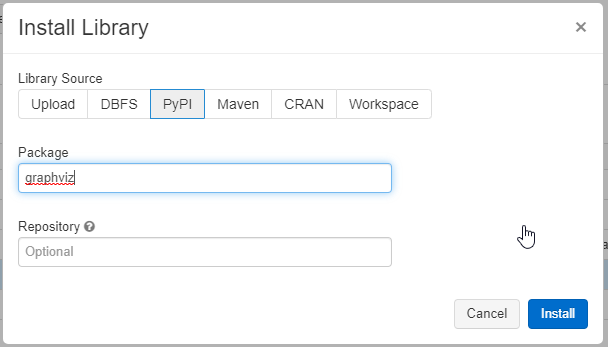 Install Library
×
Library Source
Upload DBFS PyPI Maven CRAN Workspace
Package
graphviz
Repository ?
Optional
Cancel Install